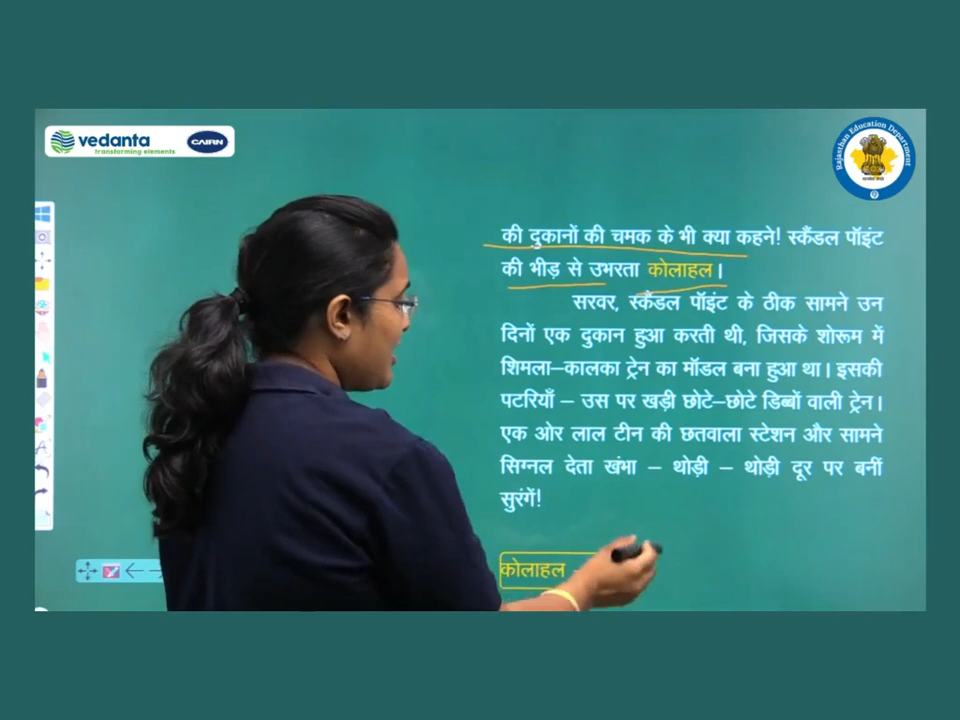 vedanta
transforming elements
CAIRN
Rajasthan Education Department
की दुकानों की चमक के भी क्या कहने! स्कैंडल पॉइंट
की भीड़ से उभरता कोलाहल।
सरवर, स्कैंडल पॉइंट के ठीक सामने उन
दिनों एक दुकान हुआ करती थी, जिसके शोरूम में
शिमला–कालका ट्रेन का मॉडल बना हुआ था। इसकी
पटरियाँ – उस पर खड़ी छोटे–छोटे डिब्बों वाली ट्रेन।
एक ओर लाल टीन की छतवाला स्टेशन और सामने
सिग्नल देता खंभा – थोड़ी – थोड़ी दूर पर बनीं
सुरंगें!
कोलाहल